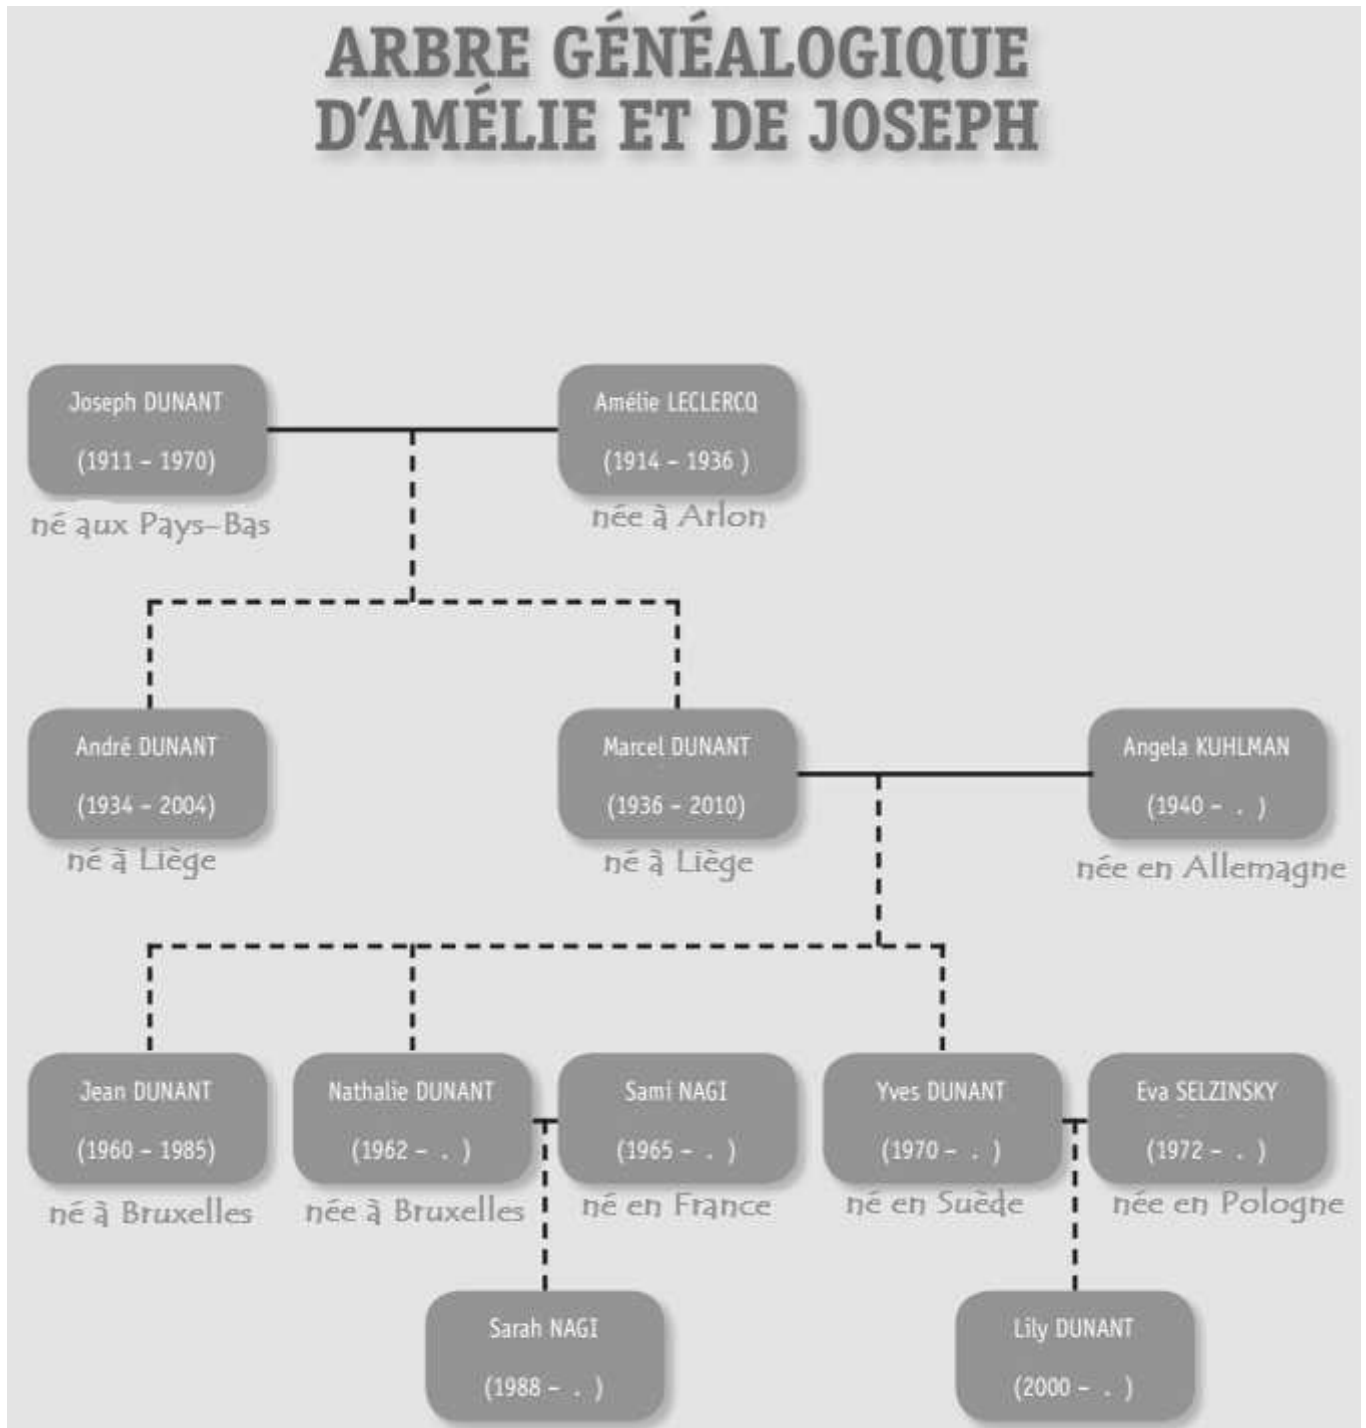 ARBRE GÉNÉALOGIQUE
D'AMÉLIE ET DE JOSEPH
Joseph DUNANT
(1911 – 1970)
né aux Pays-Bas
Amélie LECLERCQ
(1914 – 1936 )
née à Arlon
André DUNANT
(1934 – 2004)
né à Liège
Marcel DUNANT
(1936 – 2010)
né à Liège
Angela KUHLMAN
(1940 – . )
née en Allemagne
Jean DUNANT
(1960 – 1985)
né à Bruxelles
Nathalie DUNANT
(1962 – . )
née à Bruxelles
Sami NAGI
(1965 – . )
né en France
Yves DUNANT
(1970 – . )
né en Suède
Eva SELZINSKY
(1972 – . )
née en Pologne
Sarah NAGI
(1988 – . )
Lily DUNANT
(2000 – . )